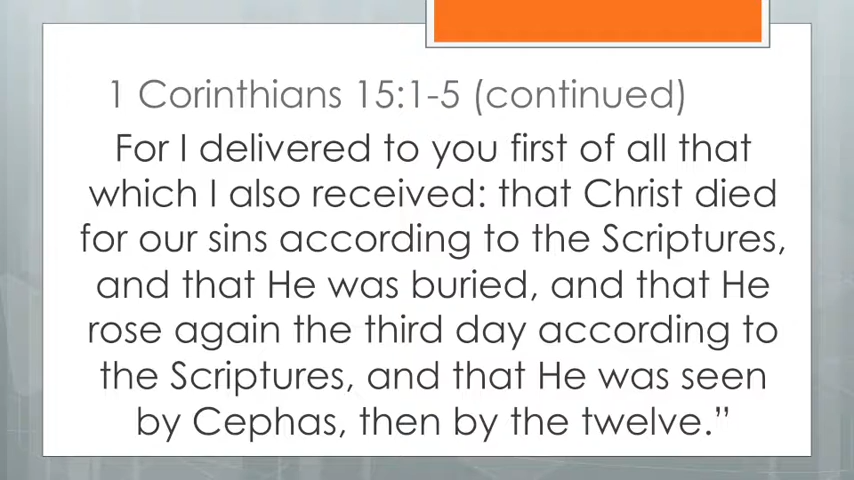 1 Corinthians 15:1-5 (continued)
For I delivered to you first of all that
which I also received: that Christ died
for our sins according to the Scriptures,
and that He was buried, and that He
rose again the third day according to
the Scriptures, and that He was seen
by Cephas, then by the twelve.”